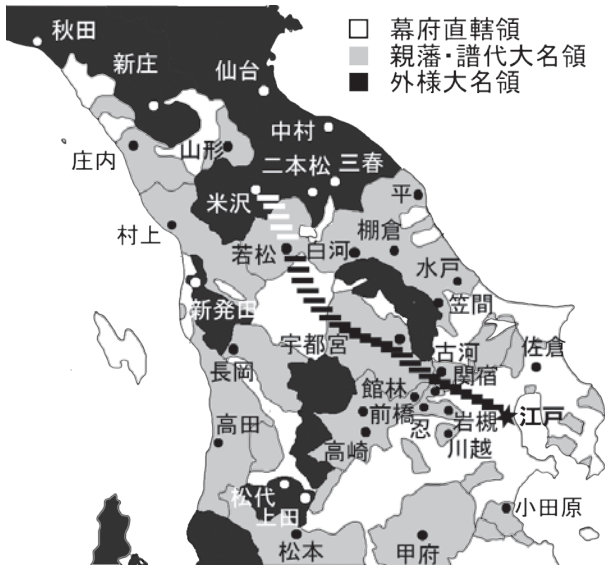 幕府直轄領
親藩・譜代大名領
外様大名領
秋田
新庄
仙台
中村
庄内
山形
二本松
三春
米沢
平
村上
若松
白河
棚倉
水戸
新発田
笠間
宇都宮
古河
佐倉
長岡
関宿
館林
前橋
忍
岩槻
江戸
高田
高崎
川越
松代
上田
小田原
松本
甲府